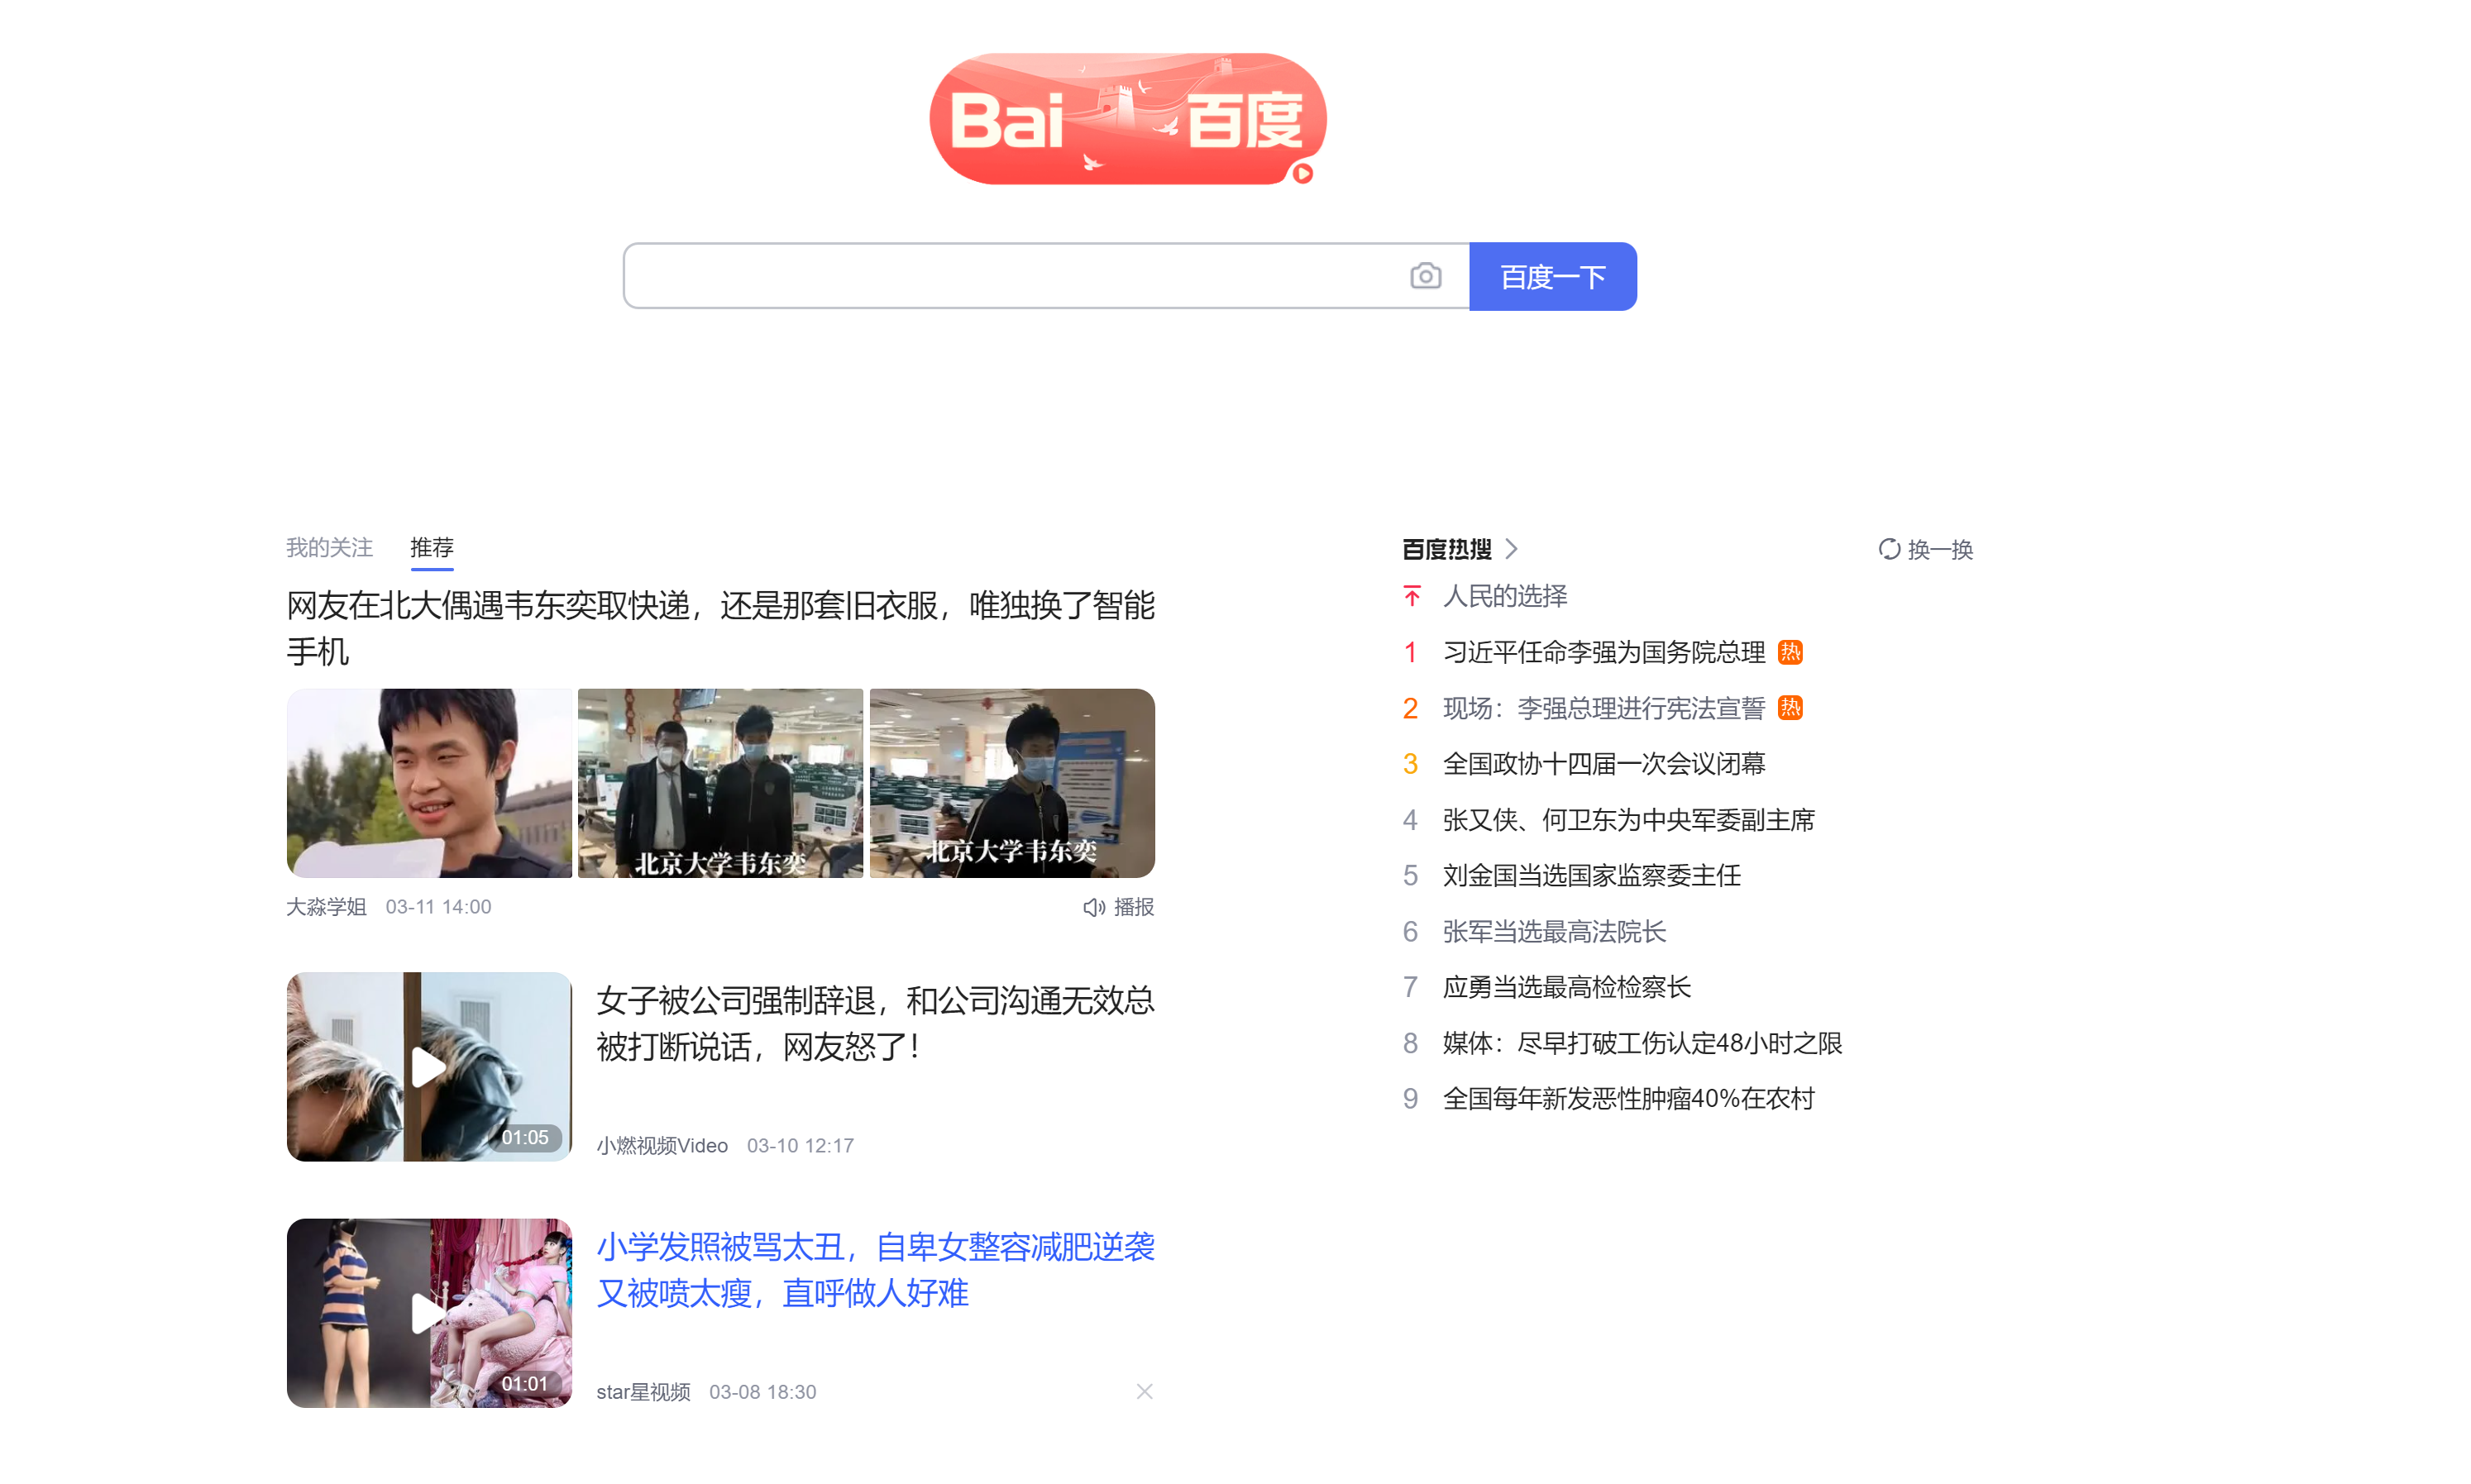 Bai 百度
百度一下
我的关注 推荐
网友在北大偶遇韦东奕取快递，还是那套旧衣服，唯独换了智能
手机
北京大学韦东奕
北京大学韦东奕
大淼学姐 03-11 14:00
播报
01:05
女子被公司强制辞退，和公司沟通无效总
被打断说话，网友怒了！
小燃视频Video 03-10 12:17
01:01
小学发照被骂太丑，自卑女整容减肥逆袭
又被喷太瘦，直呼做人好难
star星视频 03-08 18:30
百度热搜
换一换
人民的选择
1 习近平任命李强为国务院总理 热
2 现场：李强总理进行宪法宣誓 热
3 全国政协十四届一次会议闭幕
4 张又侠、何卫东为中央军委副主席
5 刘金国当选国家监察委主任
6 张军当选最高法院长
7 应勇当选最高检检察长
8 媒体：尽早打破工伤认定48小时之限
9 全国每年新发恶性肿瘤40%在农村